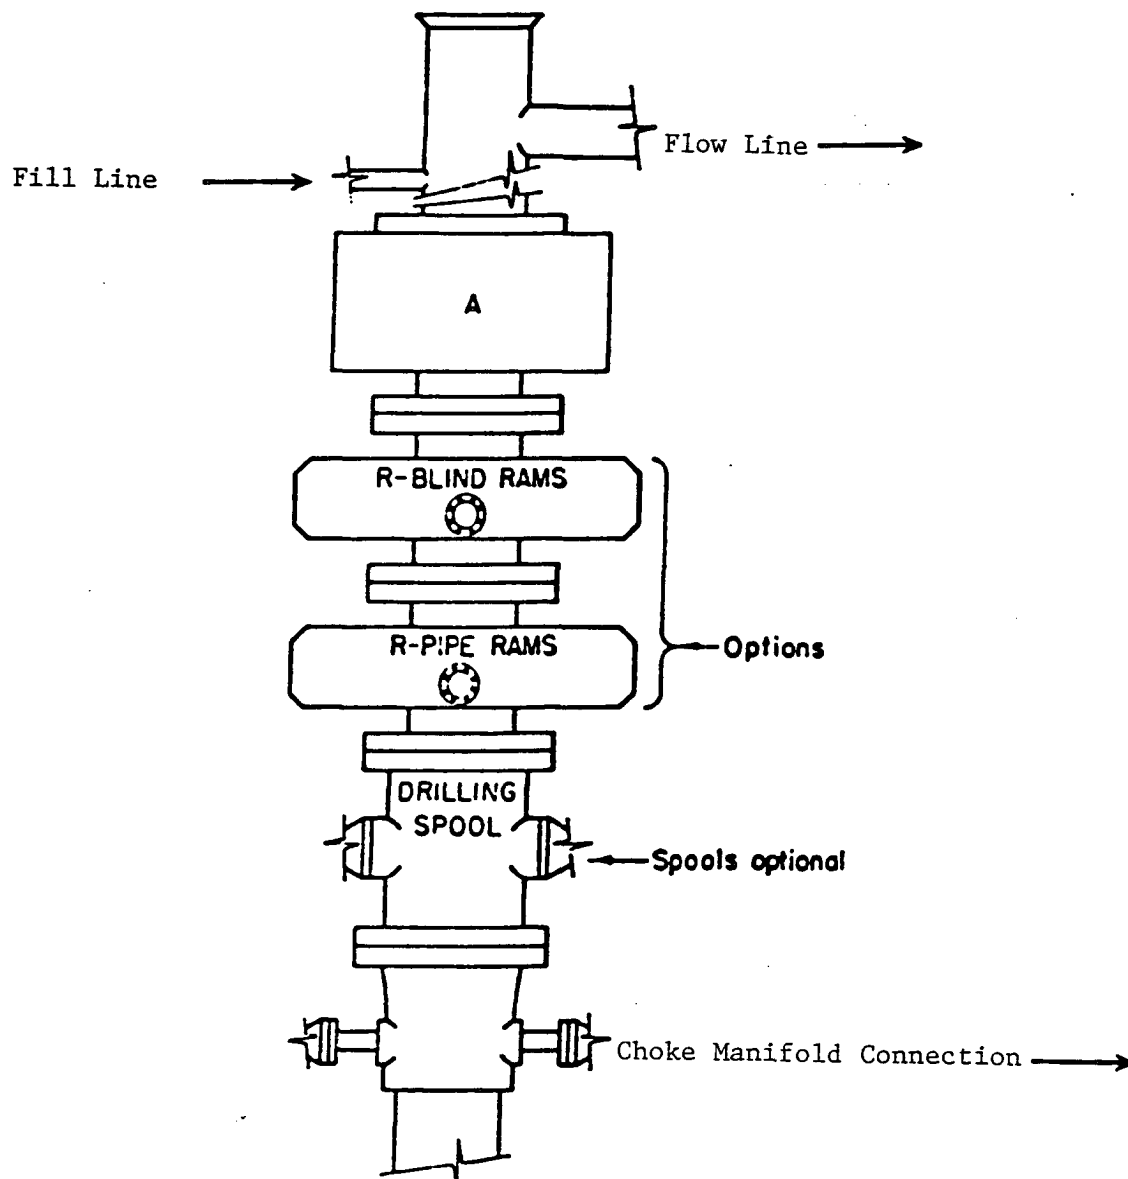 Flow Line
Fill Line
A
R-BLIND RAMS
R-PIPE RAMS
Options
DRILLING
SPOOL
Spools optional
Choke Manifold Connection